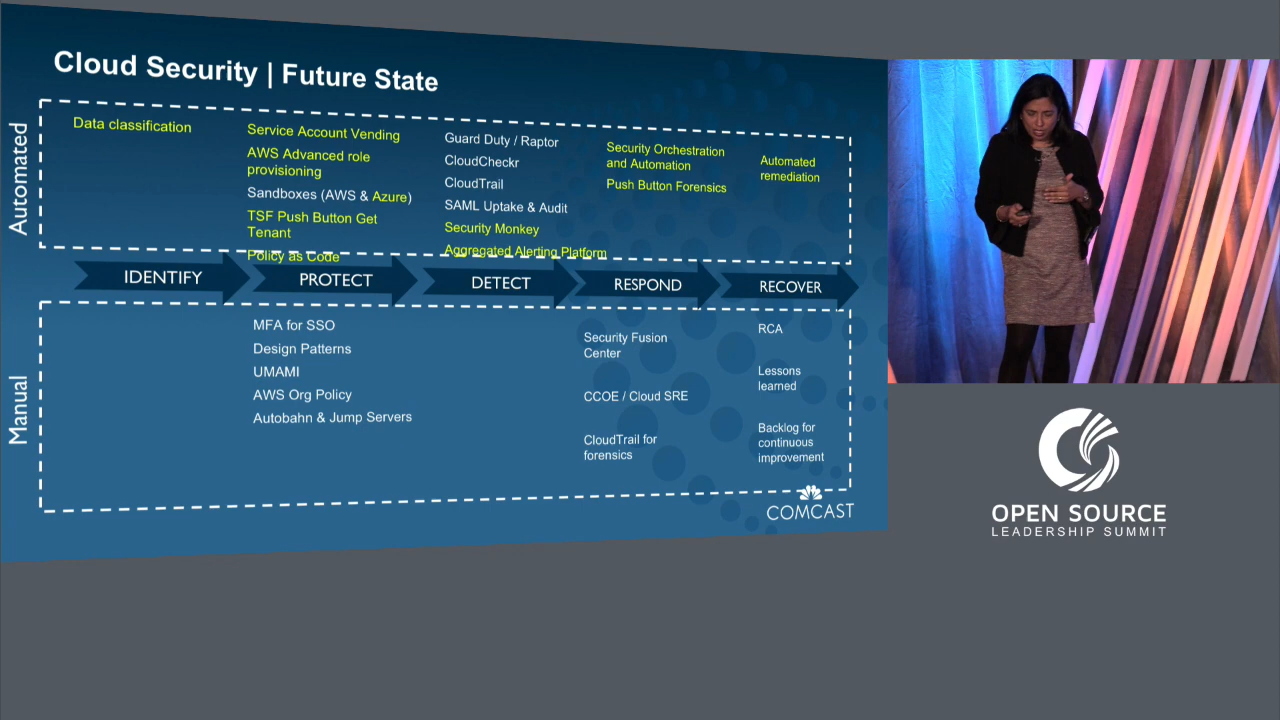 Cloud Security | Future State
Automated
Data classification
Service Account Vending
AWS Advanced role
provisioning
Sandboxes (AWS & Azure)
TSF Push Button Get
Tenant
Policy as Code
Guard Duty / Raptor
CloudCheckr
CloudTrail
SAML Uptake & Audit
Security Monkey
Aggregated Alerting Platform
Security Orchestration
and Automation
Push Button Forensics
Automated
remediation
IDENTIFY
PROTECT
DETECT
RESPOND
RECOVER
Manual
MFA for SSO
Design Patterns
UMAMI
AWS Org Policy
Autobahn & Jump Servers
Security Fusion
Center
CCOE / Cloud SRE
CloudTrail for
forensics
RCA
Lessons
learned
Backlog for
continuous
improvement
COMCAST
OPEN SOURCE
LEADERSHIP SUMMIT